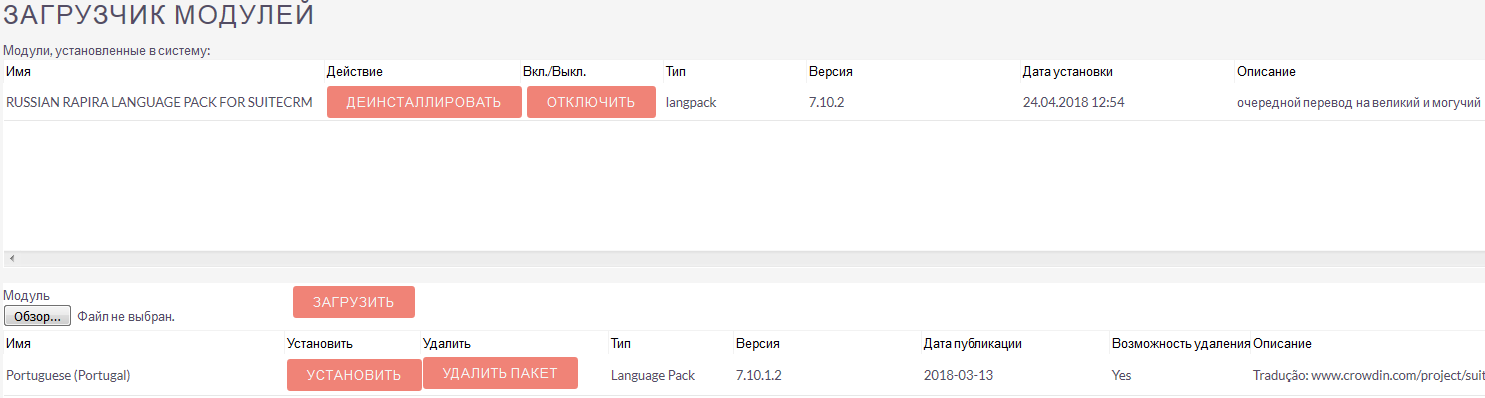 ЗАГРУЗЧИК МОДУЛЕЙ
Модули, установленные в систему:
Имя Действие Вкл./Выкл. Тип Версия Дата установки Описание
RUSSIAN RAPIRA LANGUAGE PACK FOR SUITECRM ДЕИНСТАЛЛИРОВАТЬ ОТКЛЮЧИТЬ langpack 7.10.2 24.04.2018 12:54 очередной перевод на великий и могучий
Модуль ЗАГРУЗИТЬ
Обзор... Файл не выбран.
Имя Установить Удалить Тип Версия Дата публикации Возможность удаления Описание
Portuguese (Portugal) УСТАНОВИТЬ УДАЛИТЬ ПАКЕТ Language Pack 7.10.1.2 2018-03-13 Yes Tradução: www.crowdin.com/project/suit